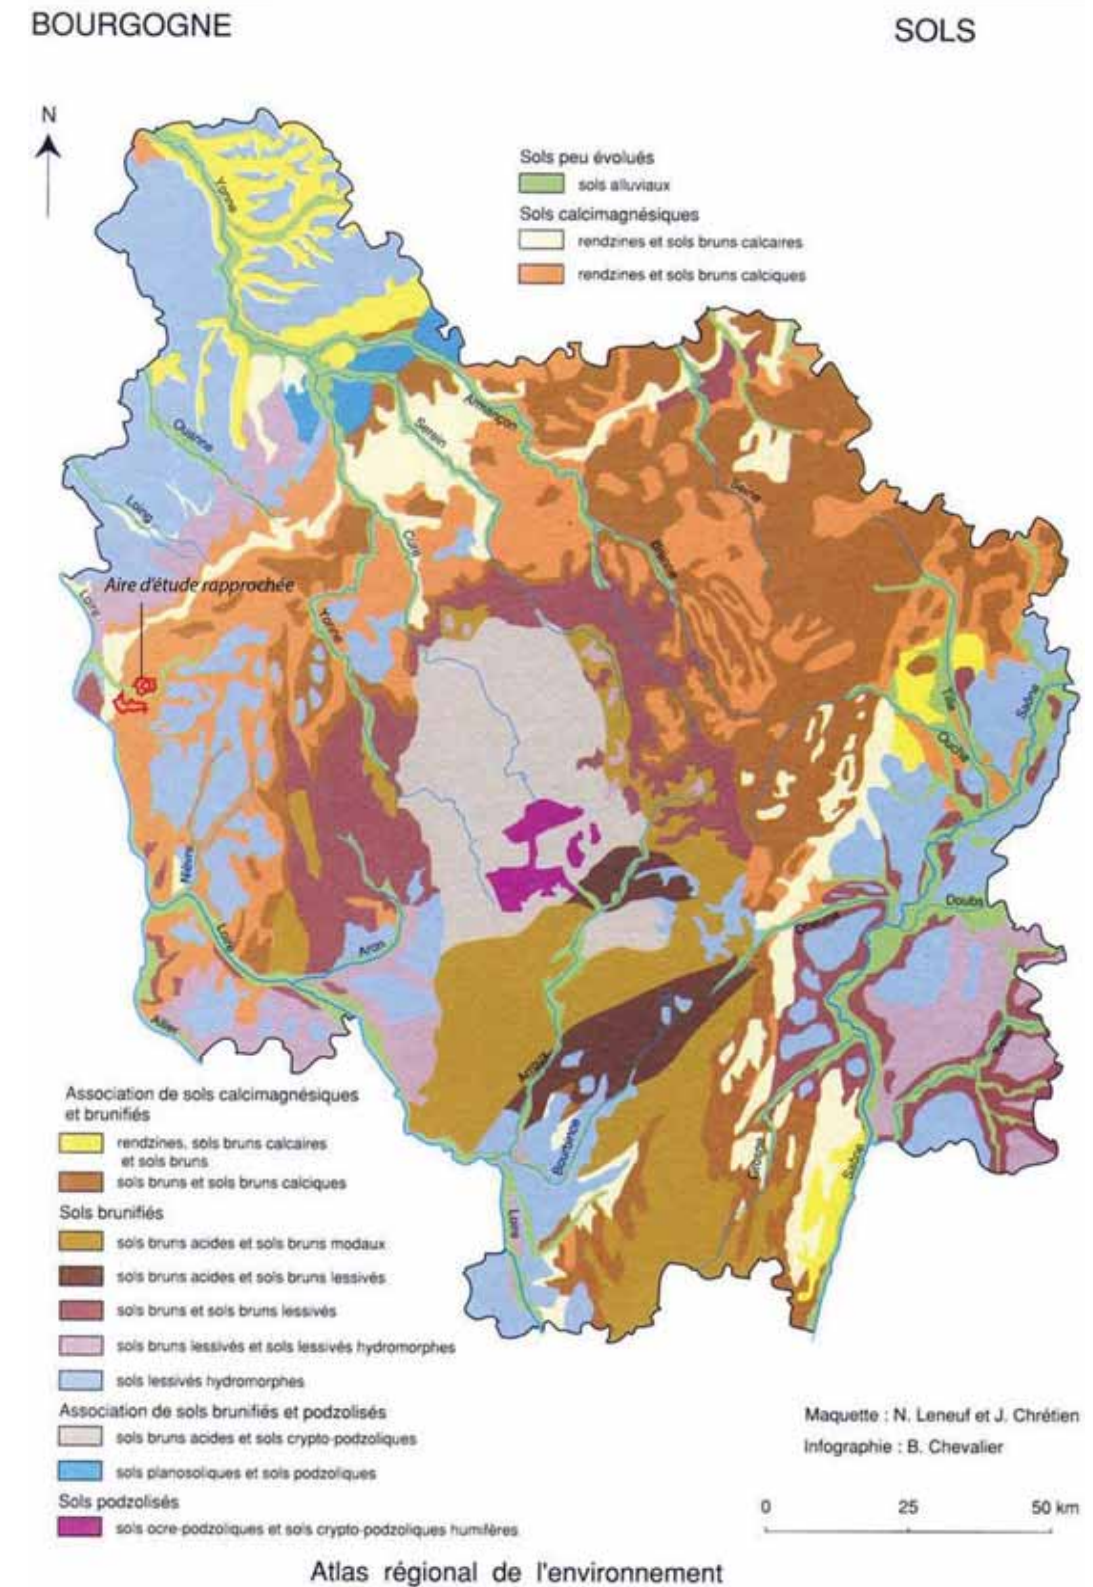 BOURGOGNE
SOLS
N
Sols peu évolués
sols alluviaux
Sols calcimagnésiques
rendzines et sols bruns calcaires
rendzines et sols bruns calciques
Yonne
Armançon
Serein
Ouanne
Loing
Seine
Cure
Brenne
Aire d'étude rapprochée
Loire
Yonne
Tille
Saône
Ouche
Nièvre
Doubs
Loire
Dheune
Aron
Allier
Arroux
Bourbince
Grosne
Saône
Loire
Association de sols calcimagnésiques
et brunifiés
rendzines, sols bruns calcaires
et sols bruns
sols bruns et sols bruns calciques
Sols brunifiés
sols bruns acides et sols bruns modaux
sols bruns acides et sols bruns lessivés
sols bruns et sols bruns lessivés
sols bruns lessivés et sols lessivés hydromorphes
sols lessivés hydromorphes
Association de sols brunifiés et podzolisés
sols bruns acides et sols crypto-podzoliques
sols planosoliques et sols podzoliques
Sols podzolisés
sols ocre-podzoliques et sols crypto-podzoliques humifères
Maquette : N. Leneuf et J. Chrétien
Infographie : B. Chevalier
0 25 50 km
Atlas régional de l'environnement